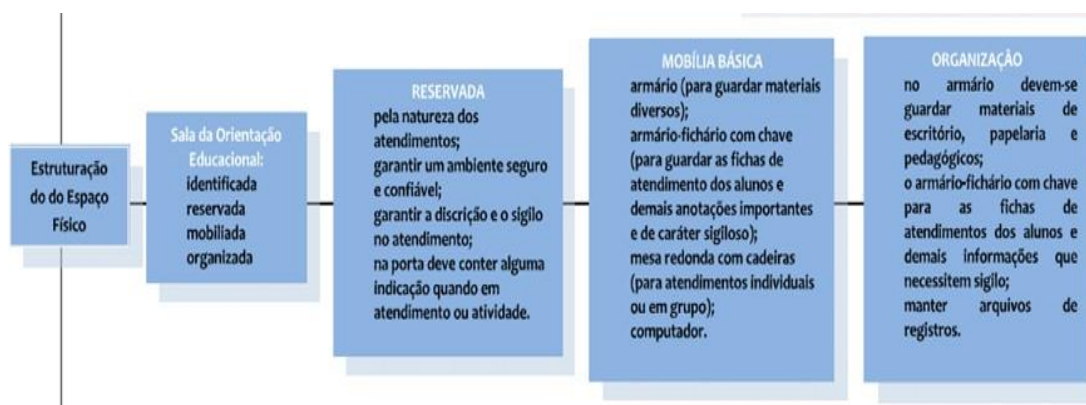 Estruturação
do do Espaço
Físico
Sala da Orientação
Educacional:
identificada
reservada
mobiliada
organizada
RESERVADA
pela natureza dos
atendimentos;
garantir um ambiente seguro
e confiável;
garantir a discrição e o sigilo
no atendimento;
na porta deve conter alguma
indicação quando em
atendimento ou atividade.
MOBÍLIA BÁSICA
armário (para guardar materiais
diversos);
armário-fichário com chave
(para guardar as fichas de
atendimento dos alunos e
demais anotações importantes
e de caráter sigiloso);
mesa redonda com cadeiras
(para atendimentos individuais
ou em grupo);
computador.
ORGANIZAÇÃO
no armário devem-se
guardar materiais de
escritório, papelaria e
pedagógicos;
o armário-fichário com chave
para as fichas de
atendimentos dos alunos e
demais informações que
necessitem sigilo;
manter arquivos de
registros.